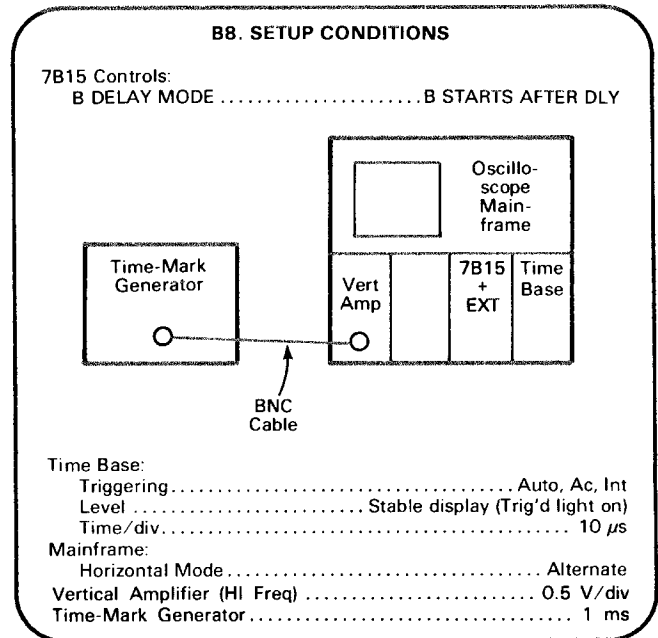 B8. SETUP CONDITIONS
7B15 Controls:
B DELAY MODE ...................... B STARTS AFTER DLY
Oscillo-
scope
Main-
frame
Time-Mark
Generator
Vert
Amp
7B15
+
EXT
Time
Base
BNC
Cable
Time Base:
Triggering ..................................... Auto, Ac, Int
Level ........................ Stable display (Trig'd light on)
Time/div .......................................... 10 µs
Mainframe:
Horizontal Mode ................................. Alternate
Vertical Amplifier (HI Freq) ........................ 0.5 V/div
Time-Mark Generator ................................... 1 ms